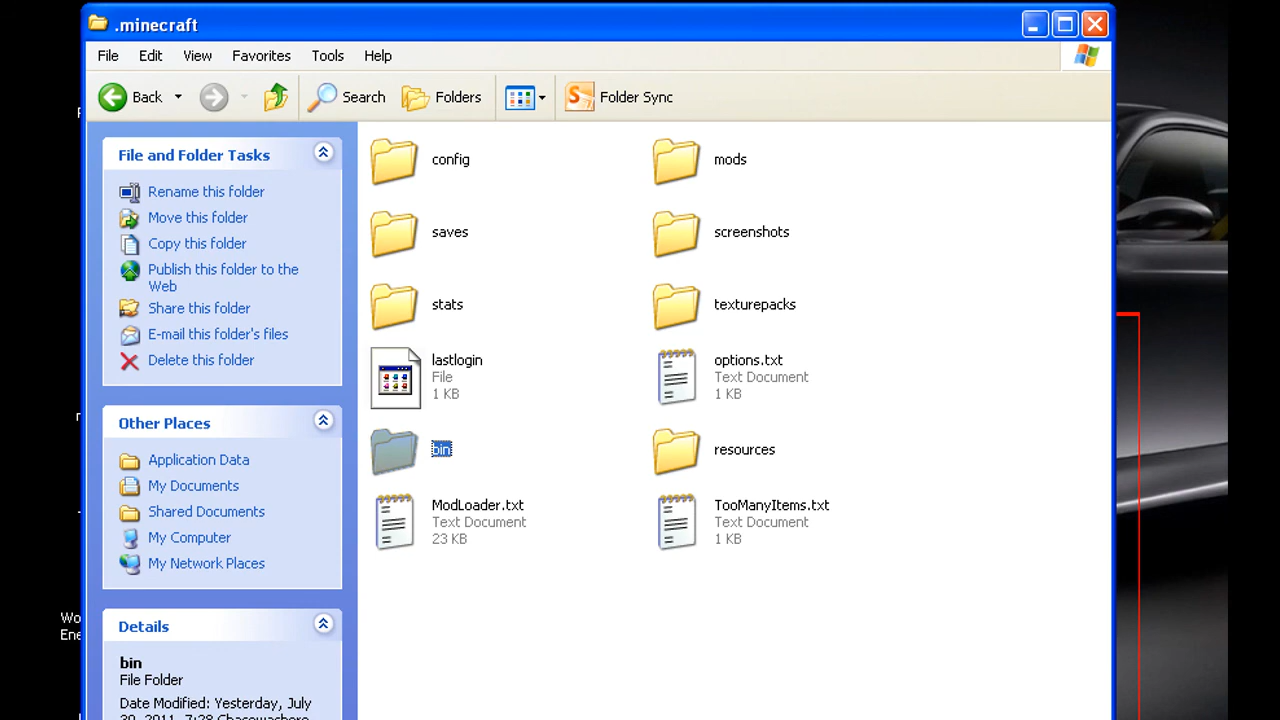 .minecraft
File Edit View Favorites Tools Help
Back Search Folders Folder Sync
File and Folder Tasks
Rename this folder
Move this folder
Copy this folder
Publish this folder to the
Web
Share this folder
E-mail this folder's files
Delete this folder
Other Places
Application Data
My Documents
Shared Documents
My Computer
My Network Places
Details
bin
File Folder
Date Modified: Yesterday, July
config
mods
saves
screenshots
stats
texturepacks
lastlogin
File
1 KB
options.txt
Text Document
1 KB
bin
resources
ModLoader.txt
Text Document
23 KB
TooManyItems.txt
Text Document
1 KB
Wo
Ene